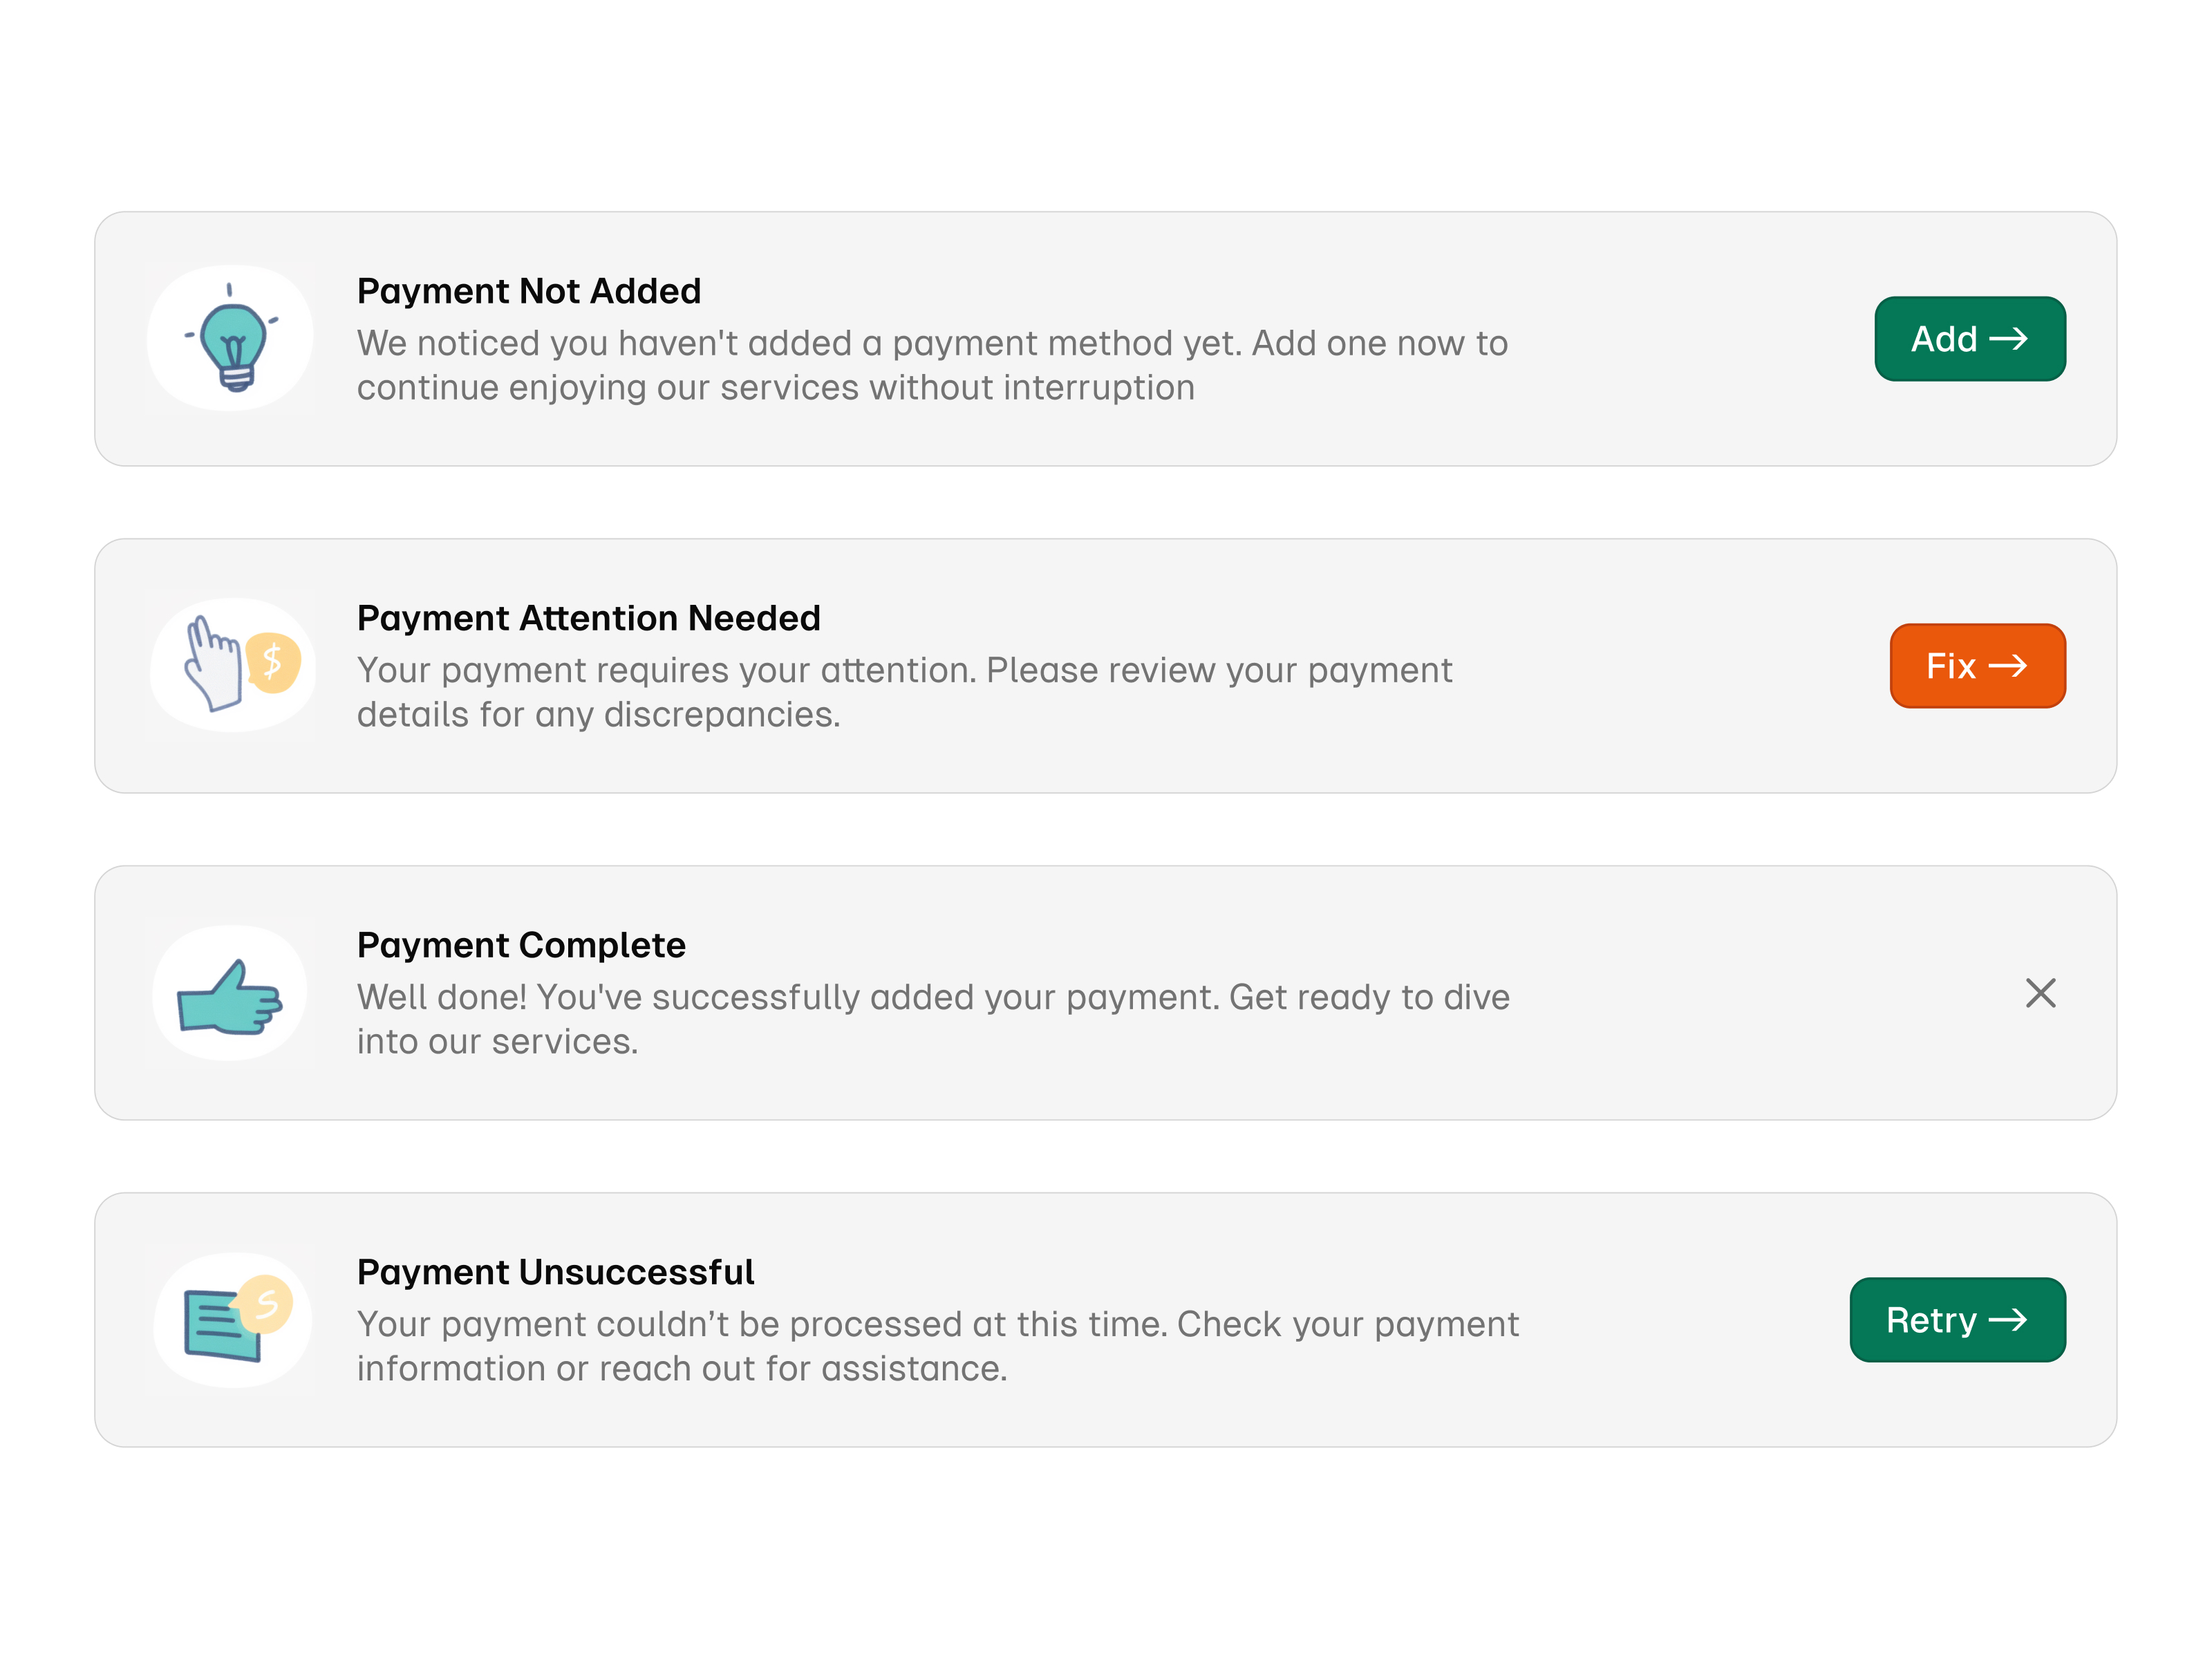 Payment Not Added
We noticed you haven't added a payment method yet. Add one now to
continue enjoying our services without interruption
Add →
Payment Attention Needed
Your payment requires your attention. Please review your payment
details for any discrepancies.
$
Fix →
Payment Complete
Well done! You've successfully added your payment. Get ready to dive
into our services.
Payment Unsuccessful
Your payment couldn’t be processed at this time. Check your payment
information or reach out for assistance.
S
Retry →